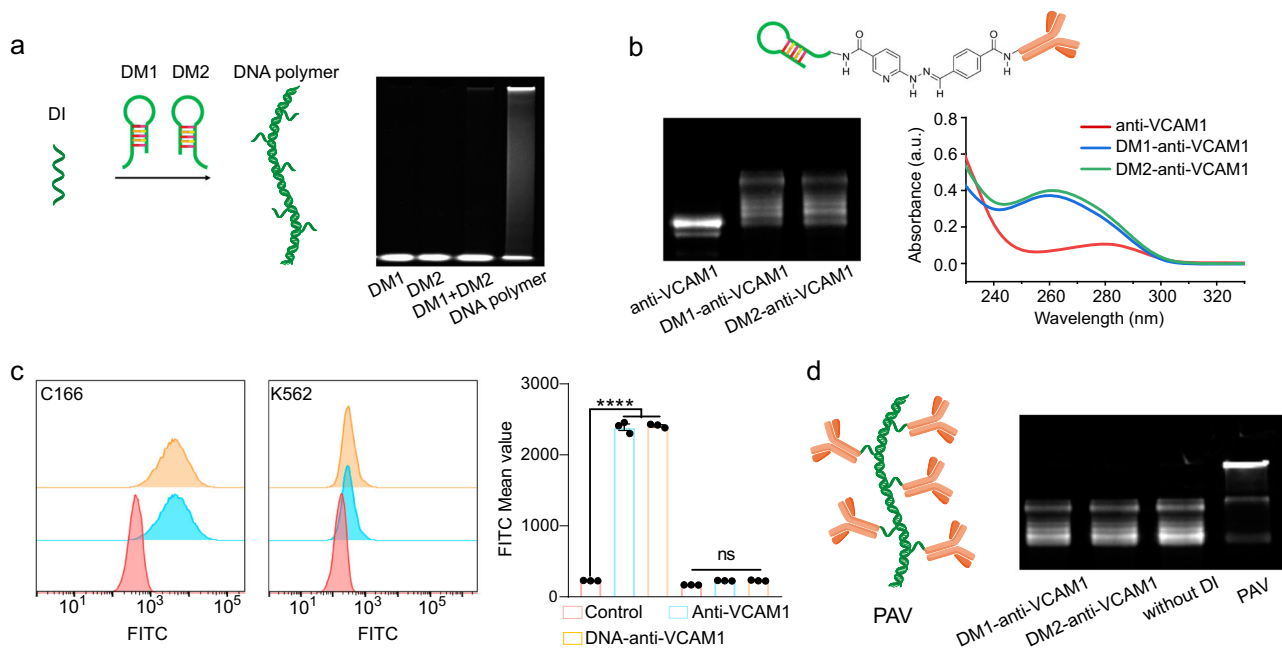 a
DM1 DM2
DNA polymer
DI
DM1
DM2
DM1+DM2
DNA polymer
b
O
N
H
N
N
H
N
H
O
N
H
anti-VCAM1
DM1-anti-VCAM1
DM2-anti-VCAM1
Absorbance (a.u.)
0.8
0.6
0.4
0.2
0.0
240 260 280 300 320
Wavelength (nm)
anti-VCAM1
DM1-anti-VCAM1
DM2-anti-VCAM1
c
C166
10¹ 10³ 10⁵
FITC
K562
10¹ 10³ 10⁵
FITC
FITC Mean value
3000
2000
1000
0
****
ns
Control Anti-VCAM1
DNA-anti-VCAM1
d
PAV
DM1-anti-VCAM1
DM2-anti-VCAM1
without DI
PAV